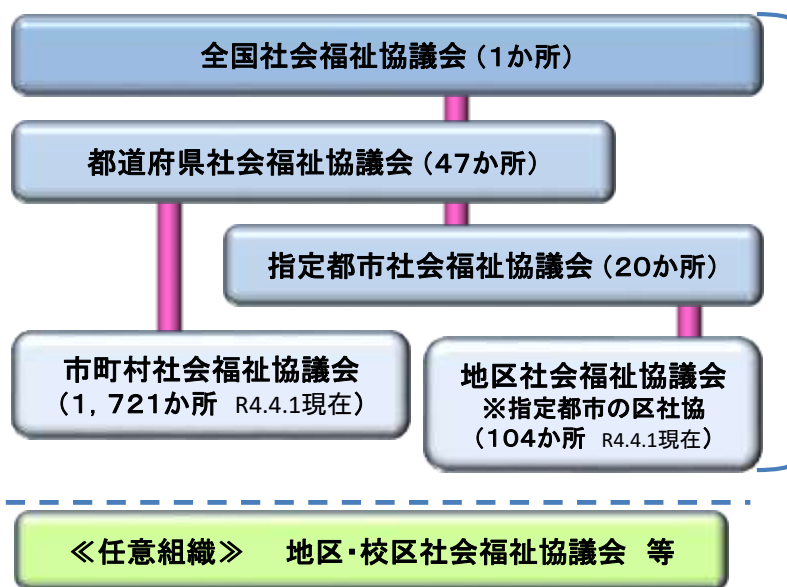 全国社会福祉協議会（1か所）
都道府県社会福祉協議会（47か所）
指定都市社会福祉協議会（20か所）
市町村社会福祉協議会
（1，721か所 R4.4.1現在）
地区社会福祉協議会
※指定都市の区社協
（104か所 R4.4.1現在）
≪任意組織≫　地区・校区社会福祉協議会 等